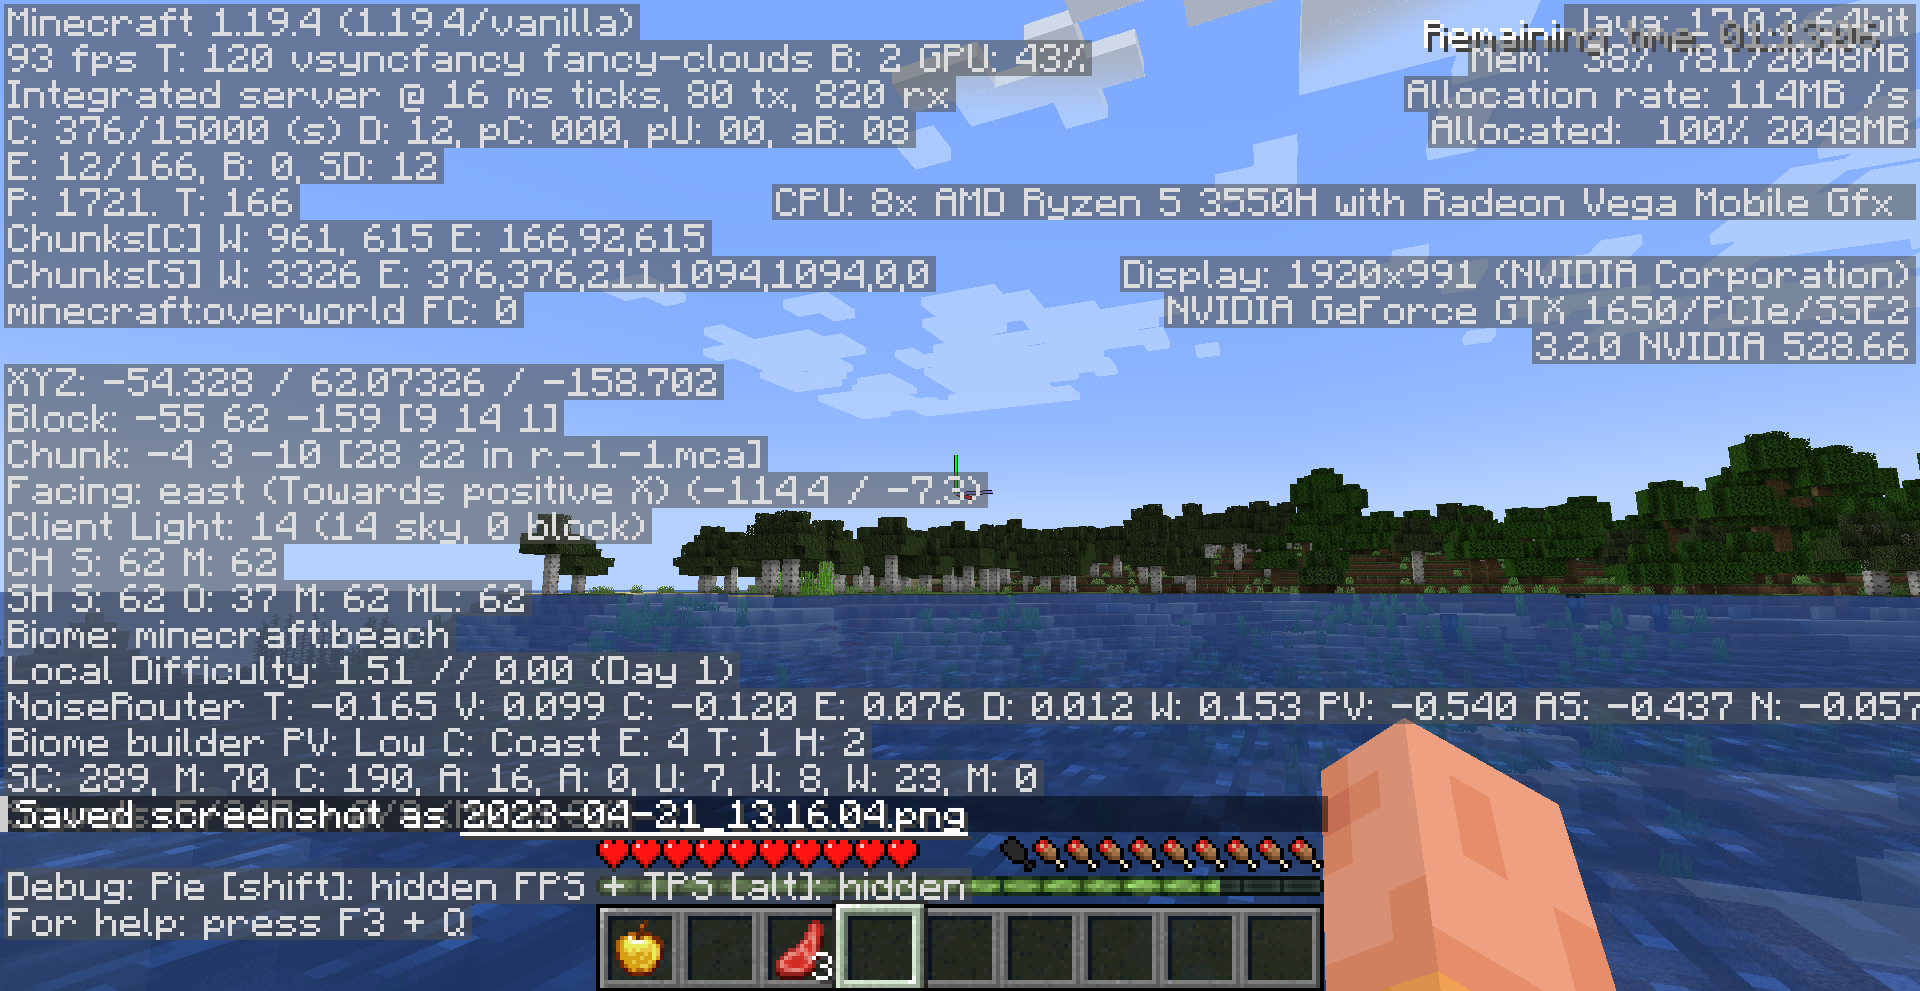 Minecraft 1.19.4 (1.19.4/vanilla)
93 fps T: 120 vsyncfancy fancy-clouds B: 2 GPU: 43%
Integrated server @ 16 ms ticks, 80 tx, 820 rx
C: 376/15000 (s) D: 12, pC: 000, pU: 00, aB: 08
E: 12/166, B: 0, SD: 12
P: 1721. T: 166
Chunks[C] W: 961, 615 E: 166,92,615
Chunks[S] W: 3326 E: 376,376,211,1094,1094,0,0
minecraft:overworld FC: 0
XYZ: -54.328 / 62.07326 / -158.702
Block: -55 62 -159 [9 14 1]
Chunk: -4 3 -10 [28 22 in r.-1.-1.mca]
Facing: east (Towards positive X) (-114.4 / -7.3)
Client Light: 14 (14 sky, 0 block)
CH S: 62 M: 62
SH S: 62 O: 37 M: 62 ML: 62
Biome: minecraft:beach
Local Difficulty: 1.51 // 0.00 (Day 1)
NoiseRouter T: -0.165 V: 0.099 C: -0.120 E: 0.076 D: 0.012 W: 0.153 PV: -0.540 AS: -0.437 N: -0.057
Biome builder PV: Low C: Coast E: 4 T: 1 H: 2
SC: 289, M: 70, C: 190, A: 16, A: 0, U: 7, W: 8, W: 23, M: 0
Saved screenshot as 2023-04-21_13.16.04.png
Debug: Pie [shift]: hidden FPS + TPS [alt]: hidden
For help: press F3 + Q
Java: 17.0.3 64bit
Remaining time:
Mem: 38% 781/2048MB
Allocation rate: 114MB /s
Allocated: 100% 2048MB
CPU: 8x AMD Ryzen 5 3550H with Radeon Vega Mobile Gfx
Display: 1920x991 (NVIDIA Corporation)
NVIDIA GeForce GTX 1650/PCIe/SSE2
3.2.0 NVIDIA 528.66
3